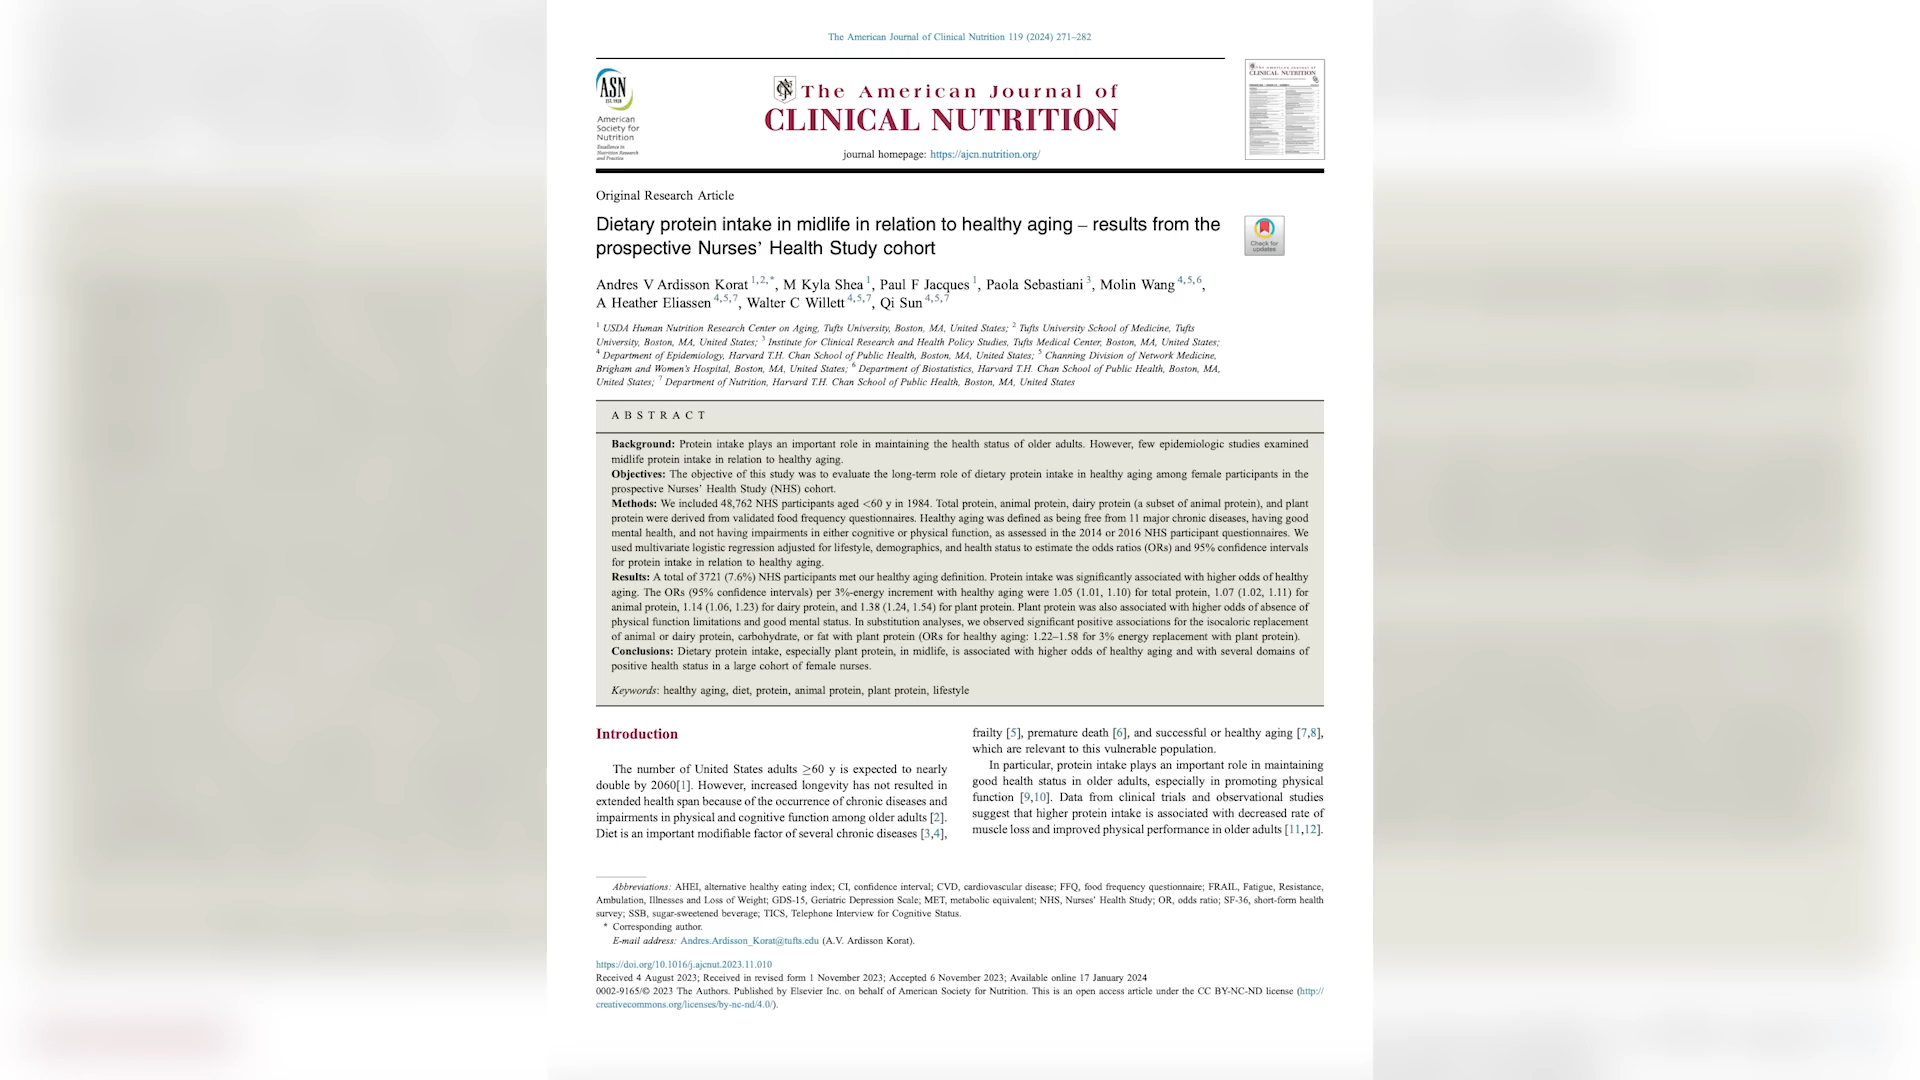 The American Journal of Clinical Nutrition 119 (2024) 271–282
ASN
EST. 1928
American
Society for
Nutrition
Excellence in
Nutrition Research
and Practice
The American Journal of
CLINICAL NUTRITION
journal homepage: https://ajcn.nutrition.org/
CLINICAL NUTRITION
Original Research Article
Dietary protein intake in midlife in relation to healthy aging – results from the
prospective Nurses’ Health Study cohort
Check for
updates
Andres V Ardisson Korat 1,2,*, M Kyla Shea 1, Paul F Jacques 1, Paola Sebastiani 3, Molin Wang 4,5,6,
A Heather Eliassen 4,5,7, Walter C Willett 4,5,7, Qi Sun 4,5,7
1 USDA Human Nutrition Research Center on Aging, Tufts University, Boston, MA, United States; 2 Tufts University School of Medicine, Tufts
University, Boston, MA, United States; 3 Institute for Clinical Research and Health Policy Studies, Tufts Medical Center, Boston, MA, United States;
4 Department of Epidemiology, Harvard T.H. Chan School of Public Health, Boston, MA, United States; 5 Channing Division of Network Medicine,
Brigham and Women's Hospital, Boston, MA, United States; 6 Department of Biostatistics, Harvard T.H. Chan School of Public Health, Boston, MA,
United States; 7 Department of Nutrition, Harvard T.H. Chan School of Public Health, Boston, MA, United States
ABSTRACT
Background: Protein intake plays an important role in maintaining the health status of older adults. However, few epidemiologic studies examined
midlife protein intake in relation to healthy aging.
Objectives: The objective of this study was to evaluate the long-term role of dietary protein intake in healthy aging among female participants in the
prospective Nurses’ Health Study (NHS) cohort.
Methods: We included 48,762 NHS participants aged <60 y in 1984. Total protein, animal protein, dairy protein (a subset of animal protein), and plant
protein were derived from validated food frequency questionnaires. Healthy aging was defined as being free from 11 major chronic diseases, having good
mental health, and not having impairments in either cognitive or physical function, as assessed in the 2014 or 2016 NHS participant questionnaires. We
used multivariate logistic regression adjusted for lifestyle, demographics, and health status to estimate the odds ratios (ORs) and 95% confidence intervals
for protein intake in relation to healthy aging.
Results: A total of 3721 (7.6%) NHS participants met our healthy aging definition. Protein intake was significantly associated with higher odds of healthy
aging. The ORs (95% confidence intervals) per 3%-energy increment with healthy aging were 1.05 (1.01, 1.10) for total protein, 1.07 (1.02, 1.11) for
animal protein, 1.14 (1.06, 1.23) for dairy protein, and 1.38 (1.24, 1.54) for plant protein. Plant protein was also associated with higher odds of absence of
physical function limitations and good mental status. In substitution analyses, we observed significant positive associations for the isocaloric replacement
of animal or dairy protein, carbohydrate, or fat with plant protein (ORs for healthy aging: 1.22–1.58 for 3% energy replacement with plant protein).
Conclusions: Dietary protein intake, especially plant protein, in midlife, is associated with higher odds of healthy aging and with several domains of
positive health status in a large cohort of female nurses.
Keywords: healthy aging, diet, protein, animal protein, plant protein, lifestyle
Introduction
The number of United States adults ≥60 y is expected to nearly
double by 2060[1]. However, increased longevity has not resulted in
extended health span because of the occurrence of chronic diseases and
impairments in physical and cognitive function among older adults [2].
Diet is an important modifiable factor of several chronic diseases [3,4],
frailty [5], premature death [6], and successful or healthy aging [7,8],
which are relevant to this vulnerable population.
In particular, protein intake plays an important role in maintaining
good health status in older adults, especially in promoting physical
function [9,10]. Data from clinical trials and observational studies
suggest that higher protein intake is associated with decreased rate of
muscle loss and improved physical performance in older adults [11,12].
Abbreviations: AHEI, alternative healthy eating index; CI, confidence interval; CVD, cardiovascular disease; FFQ, food frequency questionnaire; FRAIL, Fatigue, Resistance,
Ambulation, Illnesses and Loss of Weight; GDS-15, Geriatric Depression Scale; MET, metabolic equivalent; NHS, Nurses’ Health Study; OR, odds ratio; SF-36, short-form health
survey; SSB, sugar-sweetened beverage; TICS, Telephone Interview for Cognitive Status.
* Corresponding author.
E-mail address: Andres.Ardisson_Korat@tufts.edu (A.V. Ardisson Korat).
https://doi.org/10.1016/j.ajcnut.2023.11.010
Received 4 August 2023; Received in revised form 1 November 2023; Accepted 6 November 2023; Available online 17 January 2024
0002-9165/© 2023 The Authors. Published by Elsevier Inc. on behalf of American Society for Nutrition. This is an open access article under the CC BY-NC-ND license (http://
creativecommons.org/licenses/by-nc-nd/4.0/).